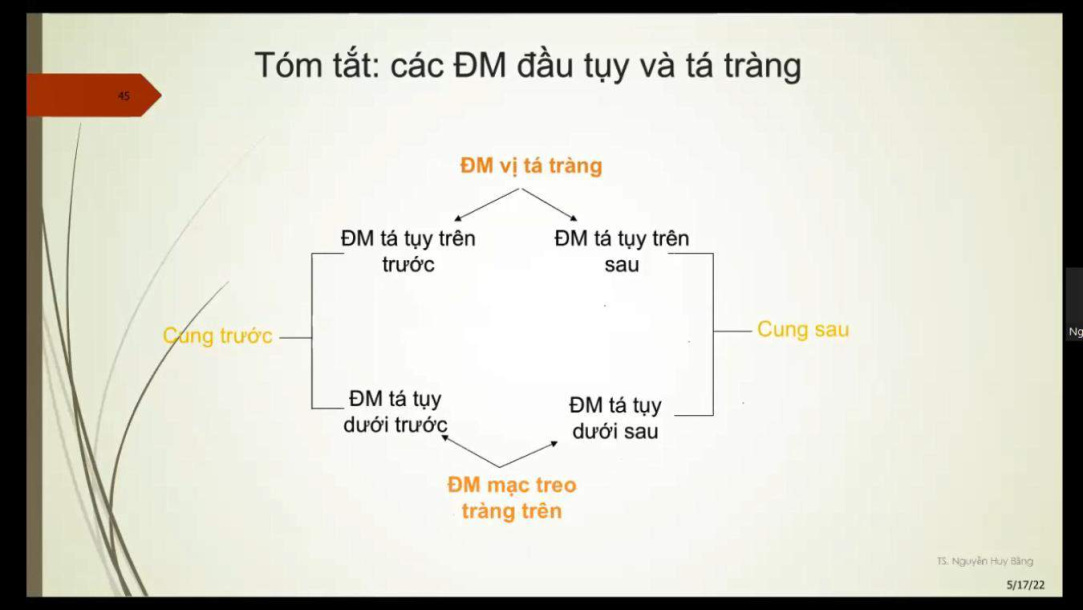 Tóm tắt: các ĐM đầu tụy và tá tràng
45
ĐM vị tá tràng
ĐM tá tụy trên
trước
ĐM tá tụy trên
sau
Cung trước
Cung sau
ĐM tá tụy
dưới trước
ĐM tá tụy
dưới sau
ĐM mạc treo
tràng trên
TS. Nguyễn Huy Bằng
5/17/22
Ng